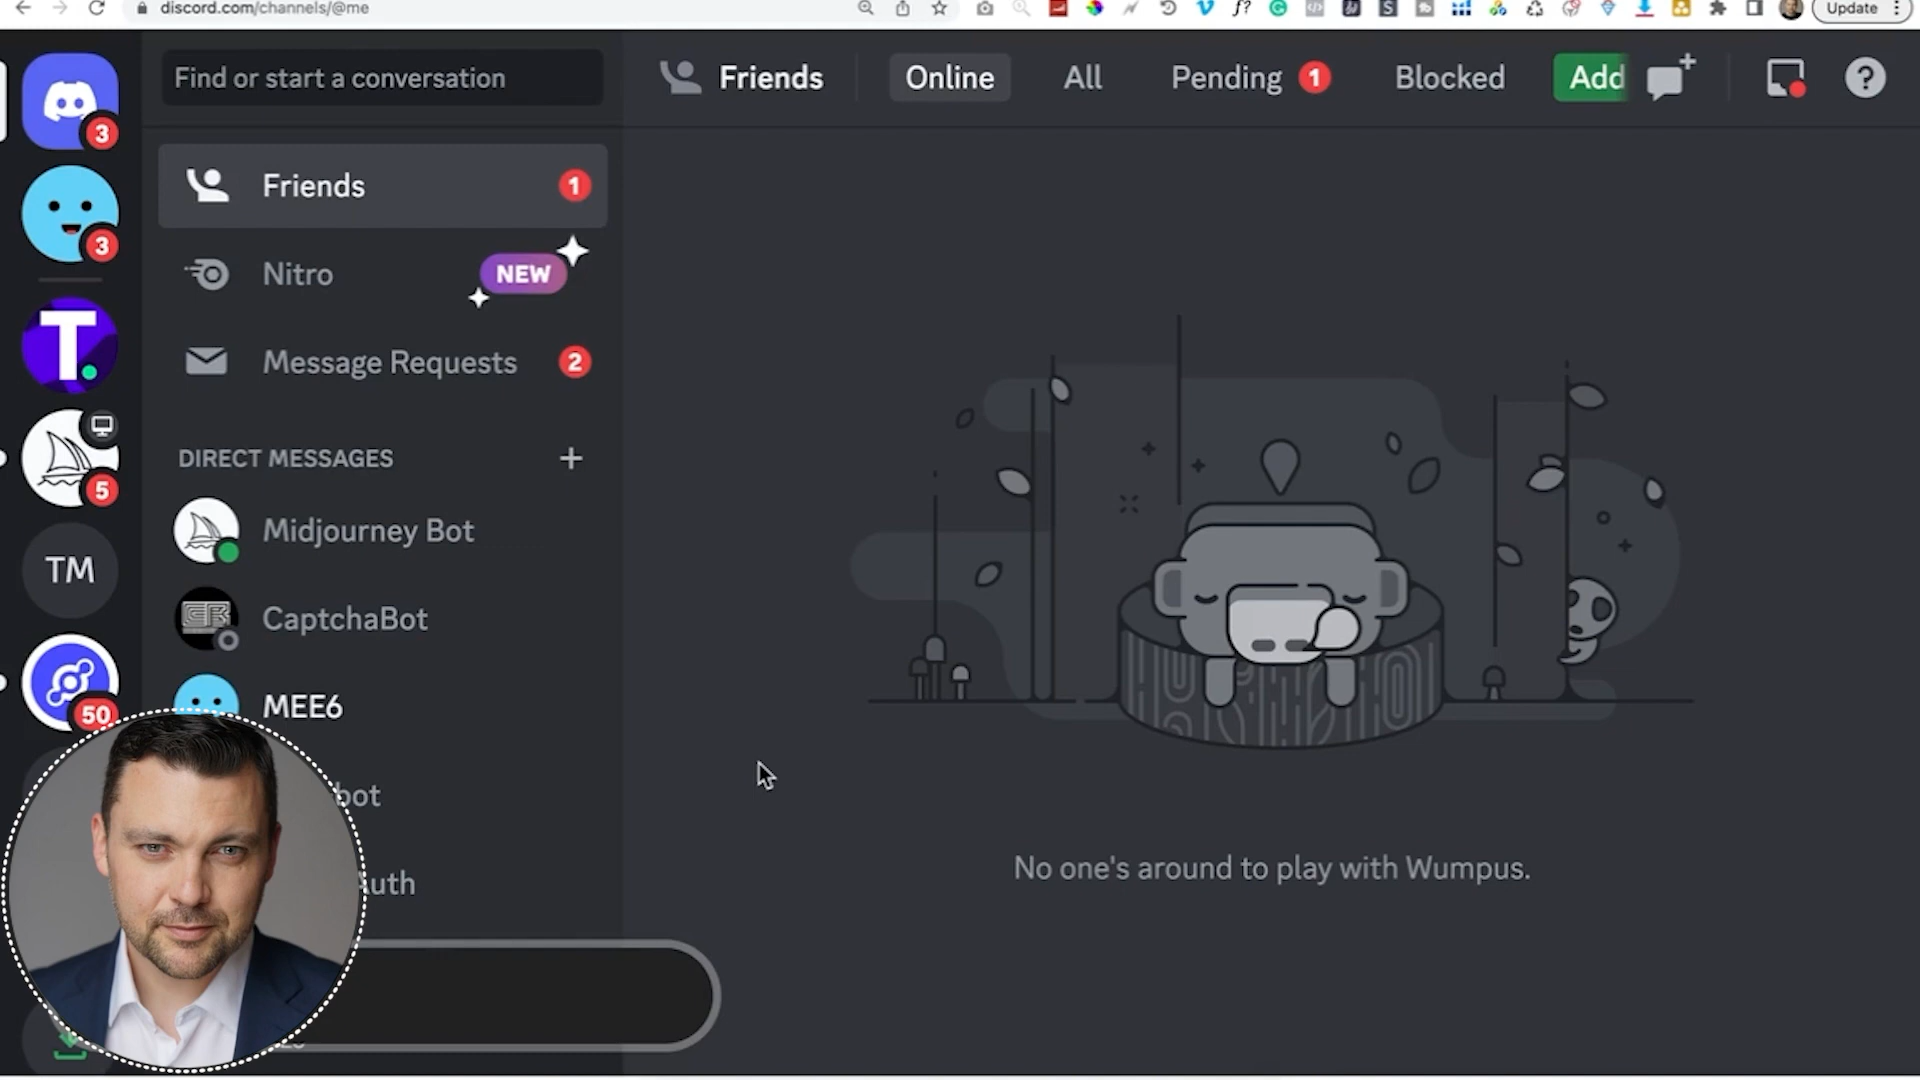 discord.com/channels/@me
Update
Find or start a conversation
Friends
Online
All
Pending 1
Blocked
Add
3
Friends 1
3
Nitro NEW
T
Message Requests 2
DIRECT MESSAGES
5
Midjourney Bot
TM
CaptchaBot
50
MEE6
bot
uth
No one's around to play with Wumpus.